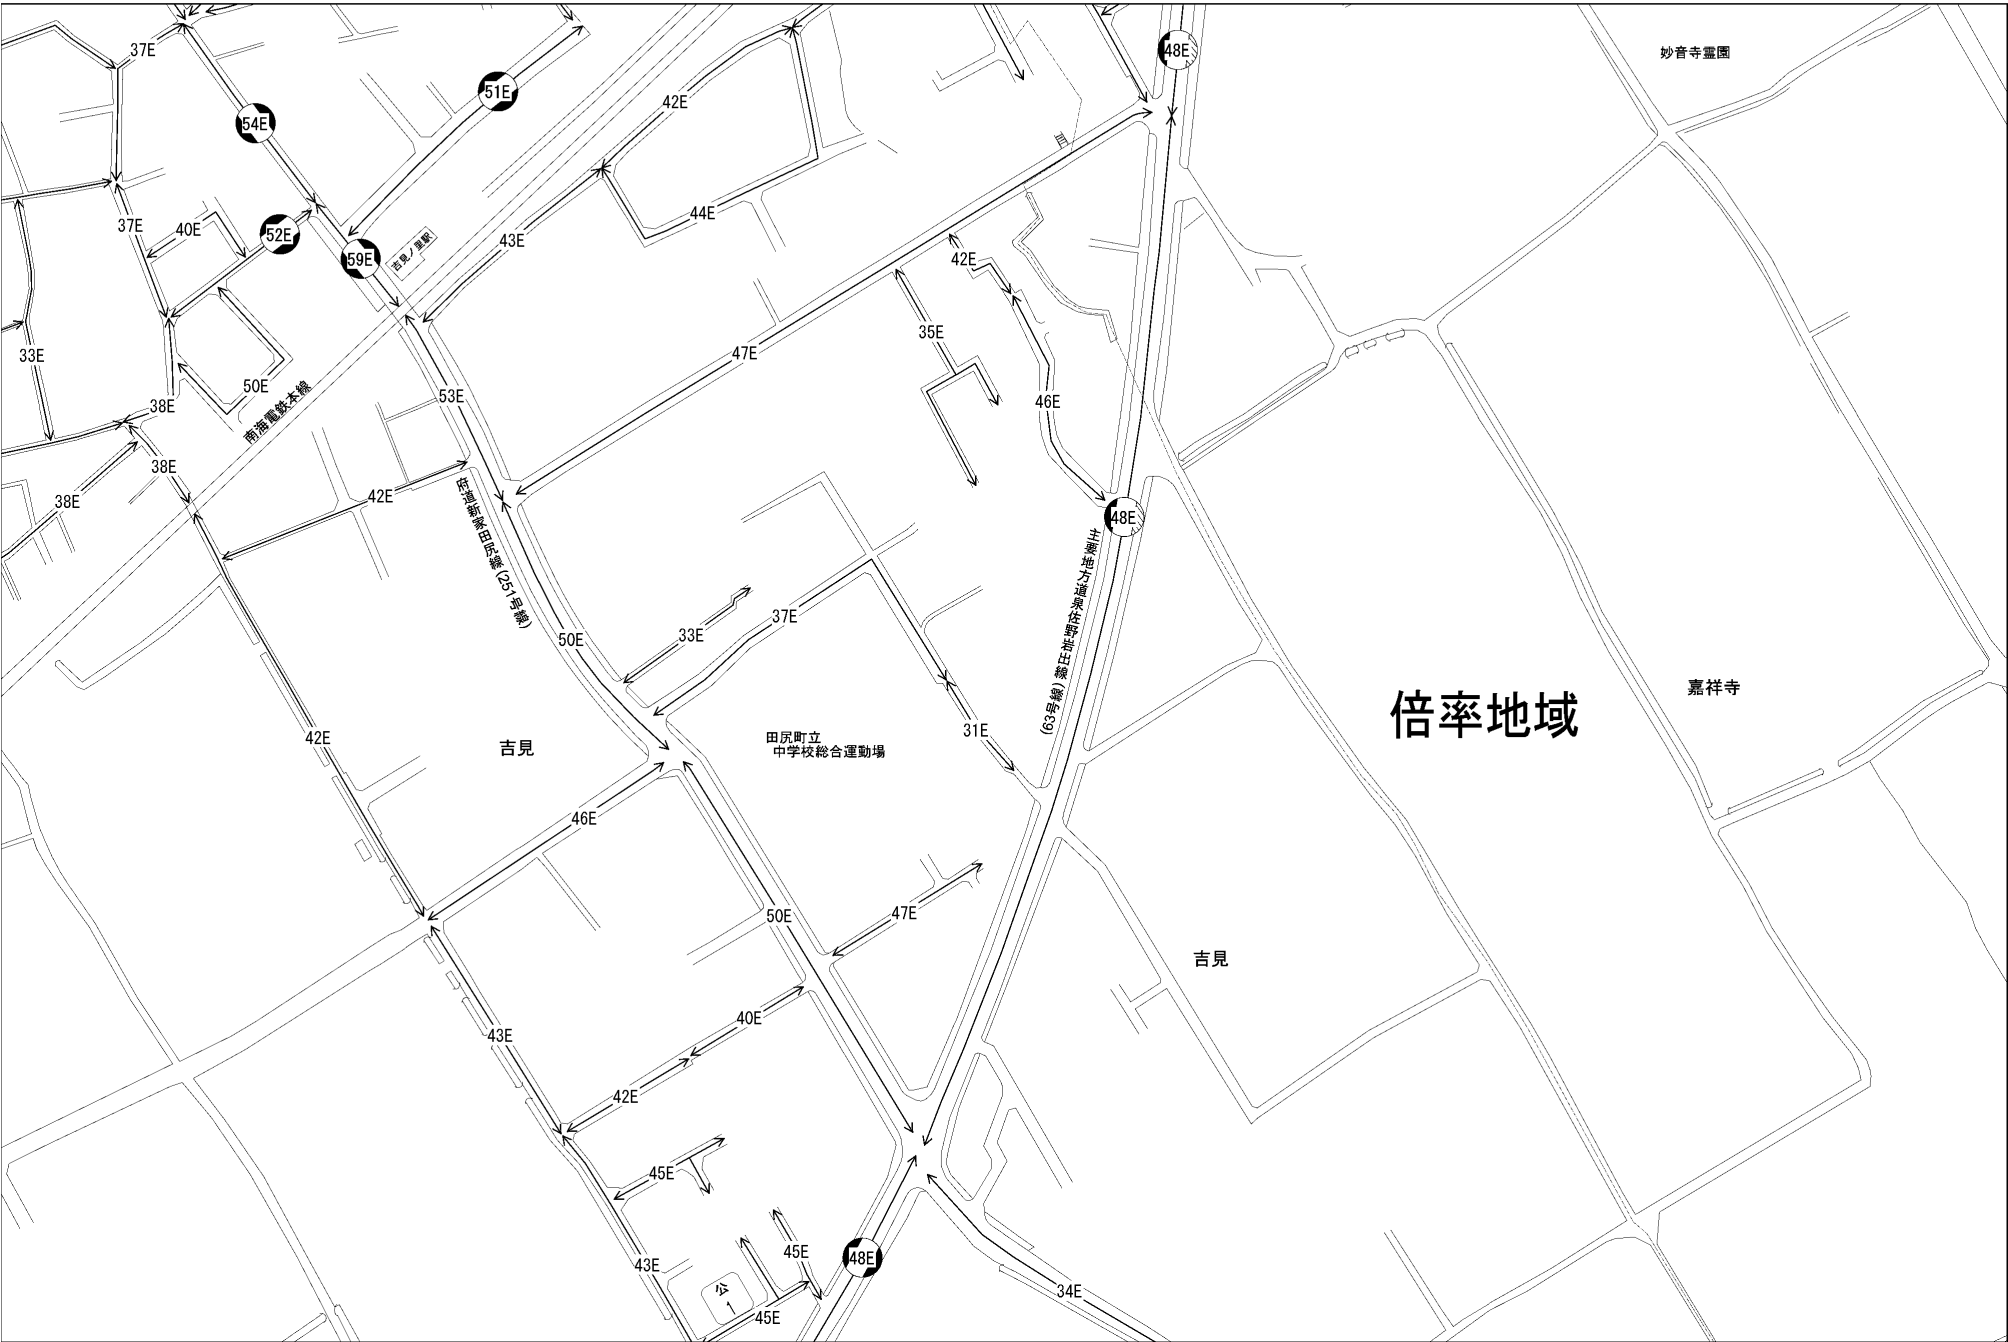 37E
51E
48E
妙音寺霊園
54E
42E
37E
40E
52E
44E
59E
吉見ノ里駅
43E
42E
33E
35E
47E
50E
53E
38E
南海電鉄本線
46E
38E
38E
42E
府道新家田尻線(251号線)
48E
主要地方道泉佐野岩出線(63号線)
50E
33E
37E
倍率地域
嘉祥寺
42E
吉見
田尻町立
中学校総合運動場
31E
46E
50E
47E
吉見
43E
40E
42E
45E
43E
45E
48E
公
1
45E
34E